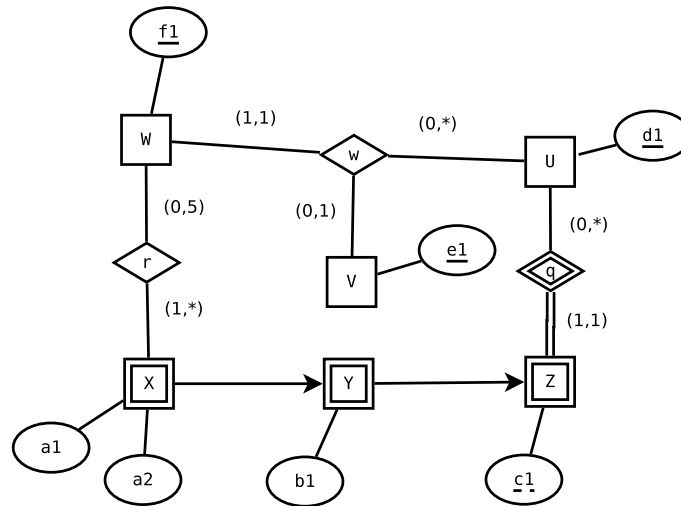 f1
W
(1,1)
w
(0,*)
U
d1
(0,5)
(0,1)
(0,*)
r
V
e1
q
(1,*)
(1,1)
X
Y
Z
a1
a2
b1
c1